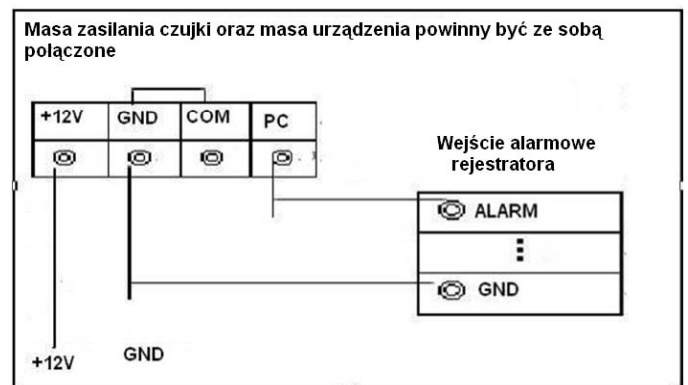 Masa zasilania czujki oraz masa urządzenia powinny być ze sobą
połączone
+12V GND COM PC
Wejście alarmowe
rejestratora
ALARM
GND
+12V GND